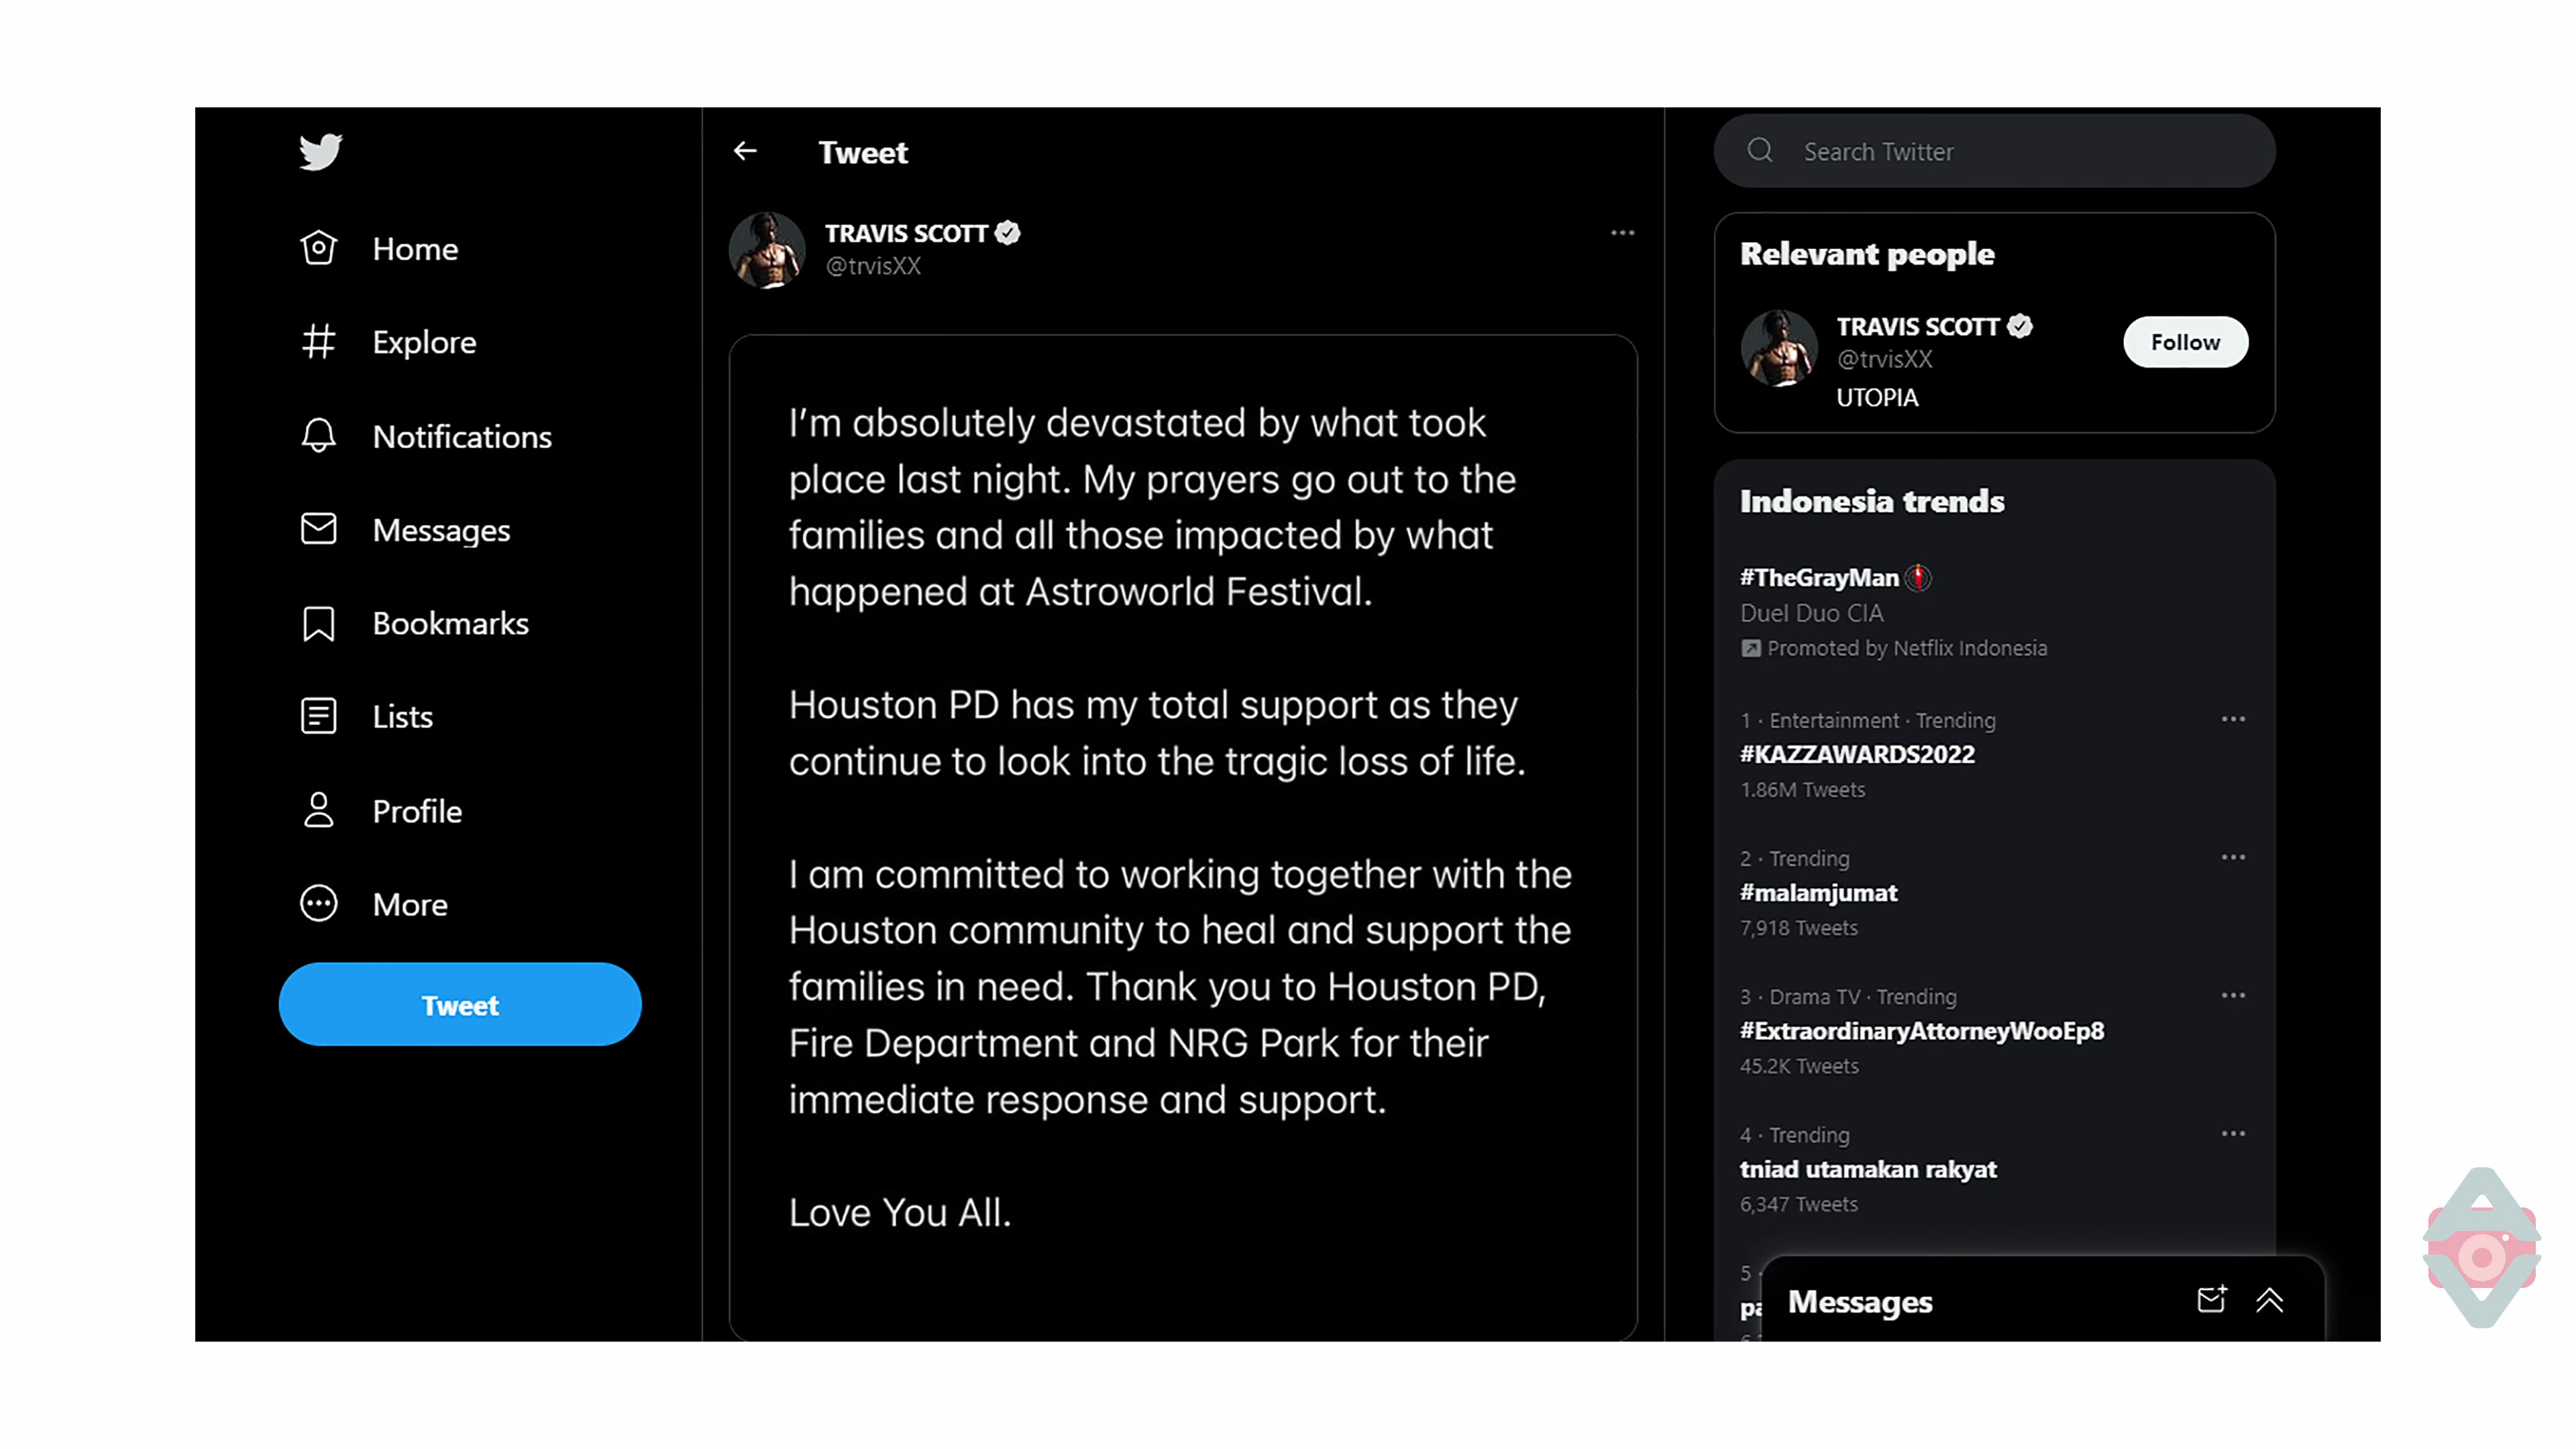 Home
Explore
Notifications
Messages
Bookmarks
Lists
Profile
More
Tweet
Tweet
TRAVIS SCOTT
@trvisXX
I'm absolutely devastated by what took
place last night. My prayers go out to the
families and all those impacted by what
happened at Astroworld Festival.
Houston PD has my total support as they
continue to look into the tragic loss of life.
I am committed to working together with the
Houston community to heal and support the
families in need. Thank you to Houston PD,
Fire Department and NRG Park for their
immediate response and support.
Love You All.
Search Twitter
Relevant people
TRAVIS SCOTT
@trvisXX
Follow
UTOPIA
Indonesia trends
#TheGrayMan
Duel Duo CIA
Promoted by Netflix Indonesia
1 · Entertainment · Trending
#KAZZAWARDS2022
1.86M Tweets
2 · Trending
#malamjumat
7,918 Tweets
3 · Drama TV · Trending
#ExtraordinaryAttorneyWooEp8
45.2K Tweets
4 · Trending
tniad utamakan rakyat
6,347 Tweets
5 ·
Messages